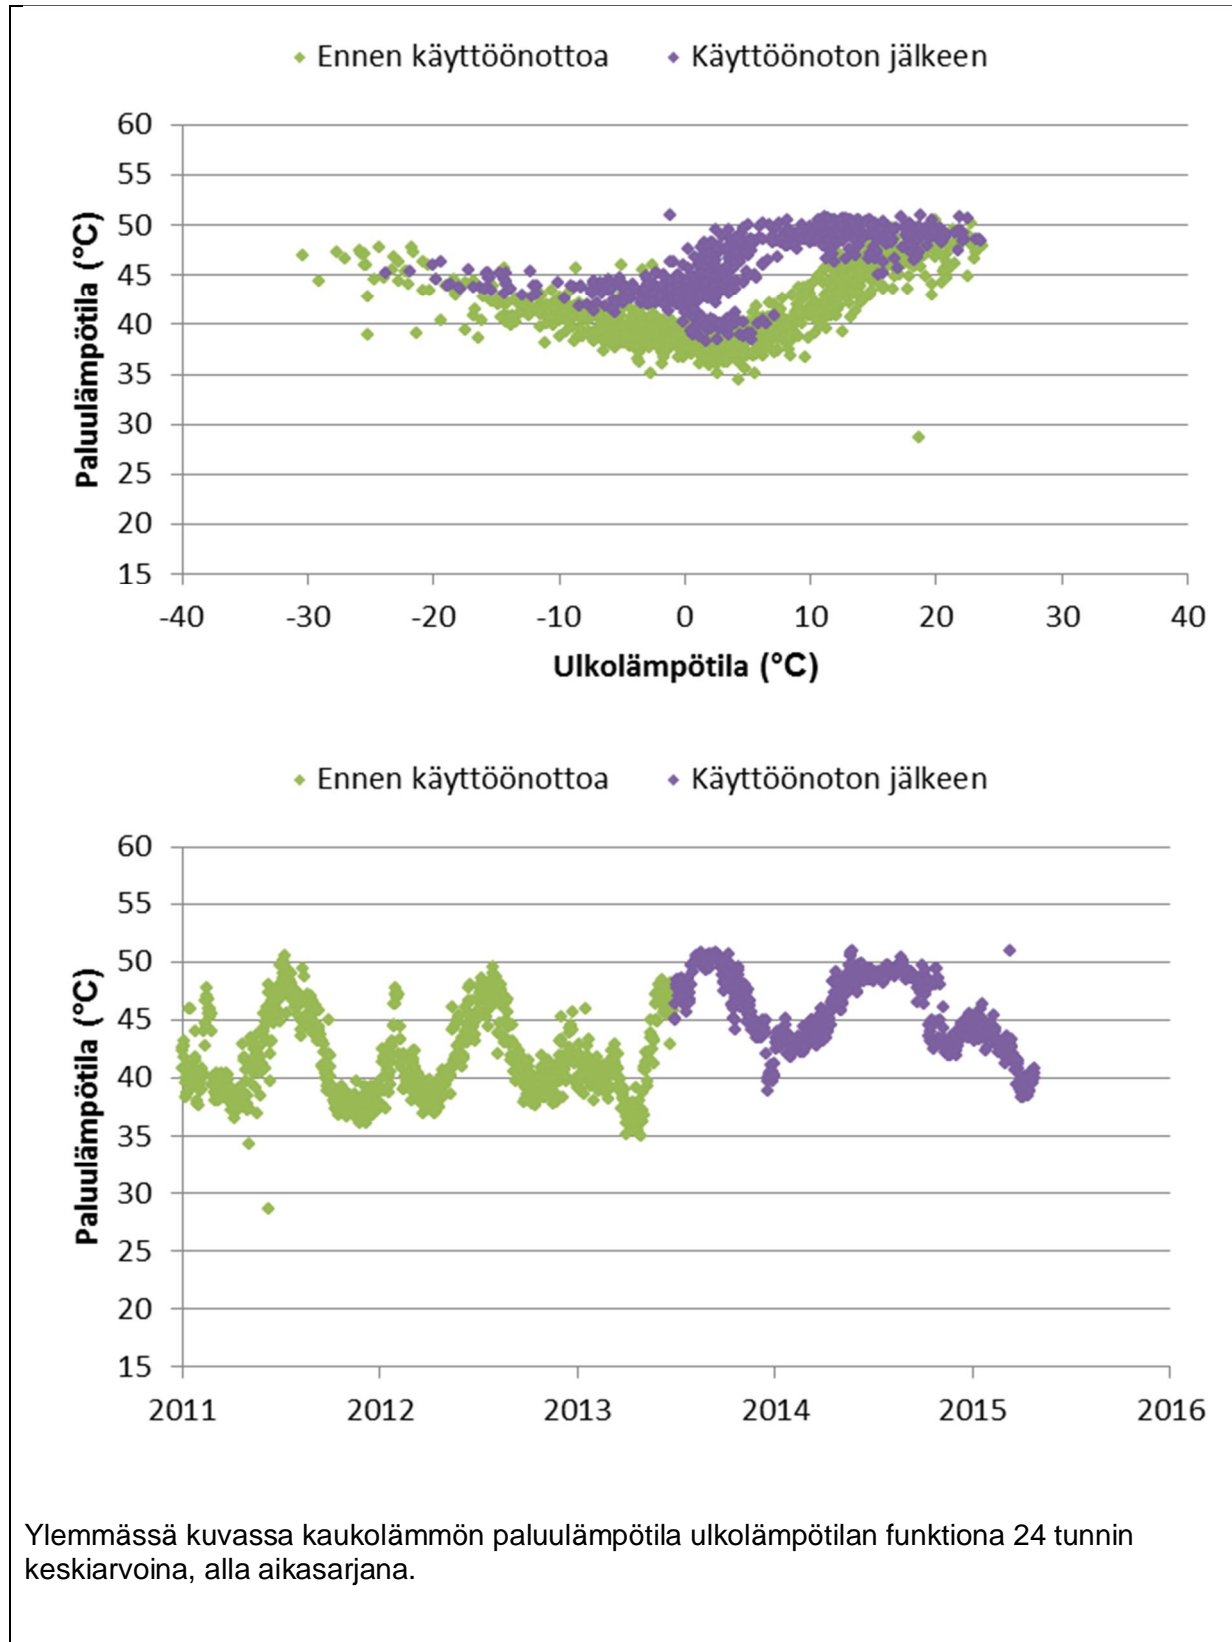 Ennen käyttöönottoa Käyttöönoton jälkeen
60
55
50
45
40
35
30
25
20
15
Paluulämpötila (°C)
-40 -30 -20 -10 0 10 20 30 40
Ulkolämpötila (°C)
Ennen käyttöönottoa Käyttöönoton jälkeen
60
55
50
45
40
35
30
25
20
15
Paluulämpötila (°C)
2011 2012 2013 2014 2015 2016
Ylemmässä kuvassa kaukolämmön paluulämpötila ulkolämpötilan funktiona 24 tunnin
keskiarvoina, alla aikasarjana.